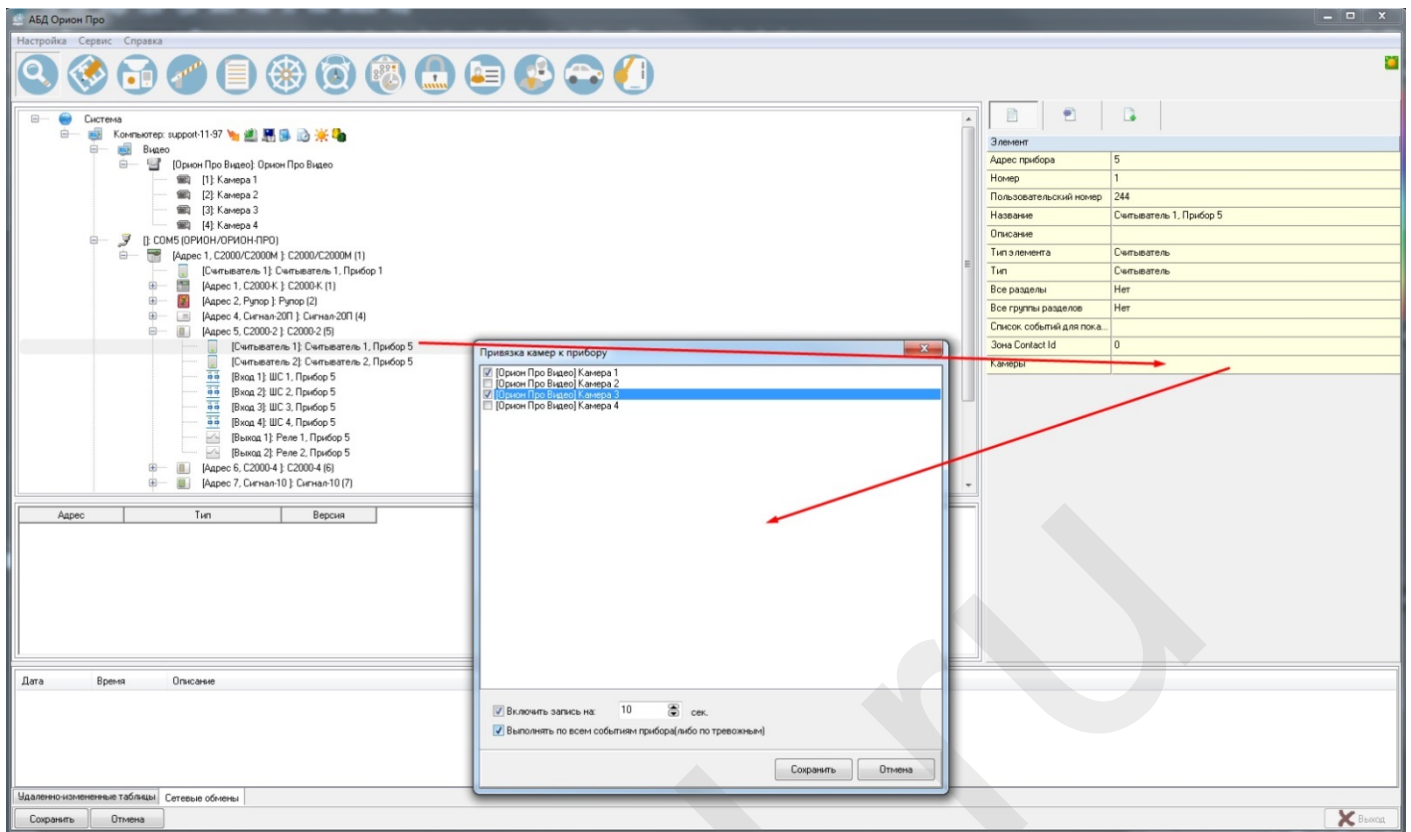 АБД Орион Про
Настройка Сервис Справка
Система
Компьютер: support-11-97
Видео
[Орион Про Видео]: Орион Про Видео
[1]: Камера 1
[2]: Камера 2
[3]: Камера 3
[4]: Камера 4
[]: COM5 (ОРИОН/ОРИОН-ПРО)
[Адрес 1, С2000/С2000М ]: С2000/С2000М (1)
[Считыватель 1]: Считыватель 1, Прибор 1
[Адрес 1, С2000-К ]: С2000-К (1)
[Адрес 2, Рупор ]: Рупор (2)
[Адрес 4, Сигнал-20П ]: Сигнал-20П (4)
[Адрес 5, С2000-2 ]: С2000-2 (5)
[Считыватель 1]: Считыватель 1, Прибор 5
[Считыватель 2]: Считыватель 2, Прибор 5
[Вход 1]: ШС 1, Прибор 5
[Вход 2]: ШС 2, Прибор 5
[Вход 3]: ШС 3, Прибор 5
[Вход 4]: ШС 4, Прибор 5
[Выход 1]: Реле 1, Прибор 5
[Выход 2]: Реле 2, Прибор 5
[Адрес 6, С2000-4 ]: С2000-4 (6)
[Адрес 7, Сигнал-10 ]: Сигнал-10 (7)
Элемент
Адрес прибора 5
Номер 1
Пользовательский номер 244
Название Считыватель 1, Прибор 5
Описание
Тип элемента Считыватель
Тип Считыватель
Все разделы Нет
Все группы разделов Нет
Список событий для пока...
Зона Contact Id 0
Камеры
Привязка камер к прибору
[Орион Про Видео] Камера 1
[Орион Про Видео] Камера 2
[Орион Про Видео] Камера 3
[Орион Про Видео] Камера 4
Включить запись на: 10 сек.
Выполнять по всем событиям прибора(либо по тревожным)
Сохранить Отмена
Адрес Тип Версия
Дата Время Описание
Удаленно-измененные таблицы Сетевые обмены
Сохранить Отмена Выход
ru